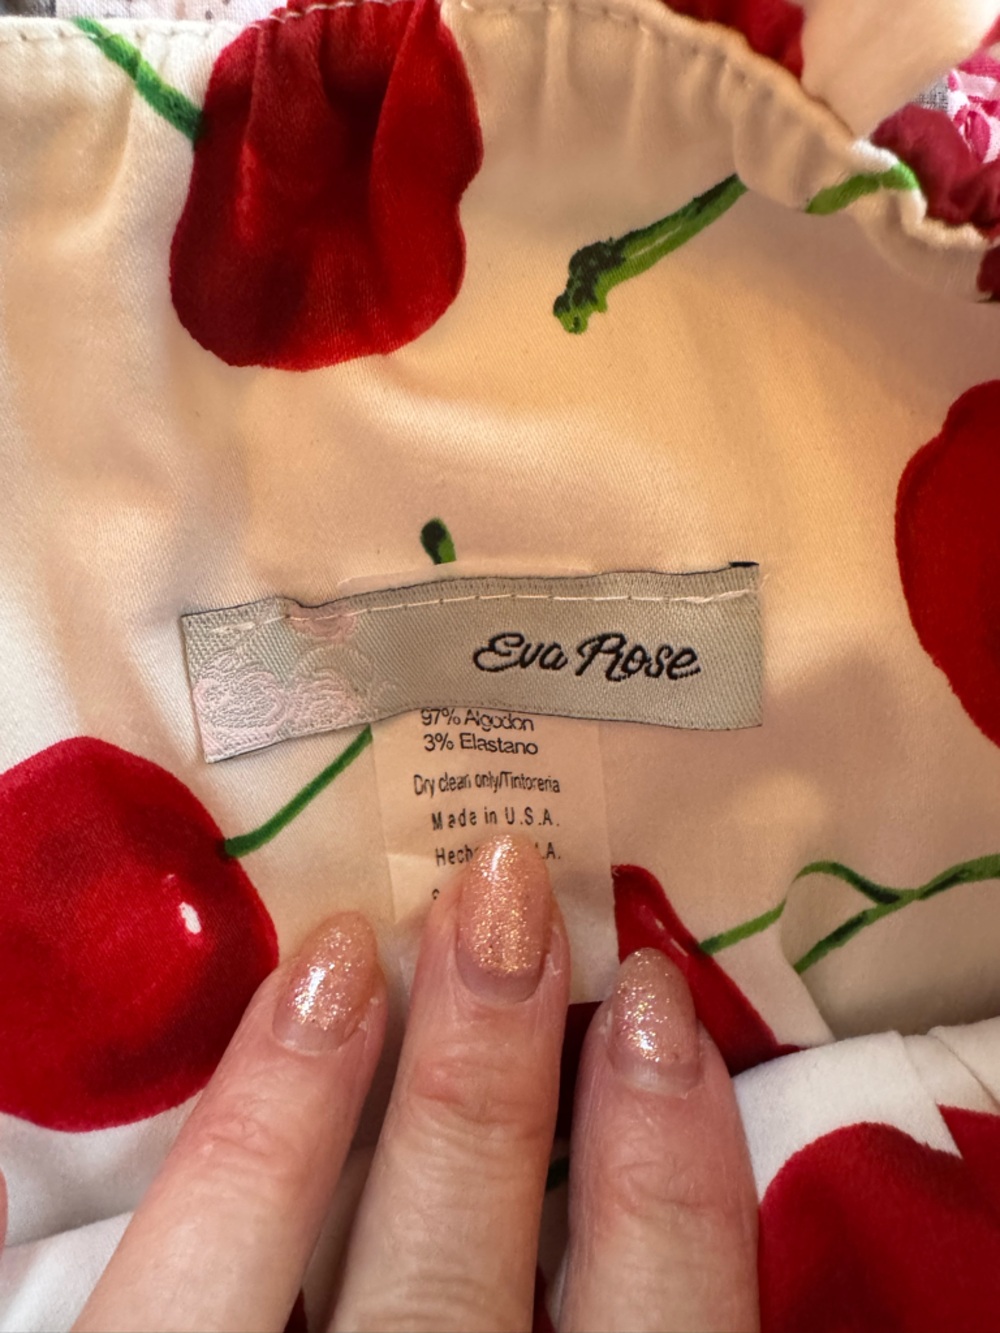 Eva Rose
97% Algodon
3% Elastano
Dry clean only/Tintoreria
Made in U.S.A.